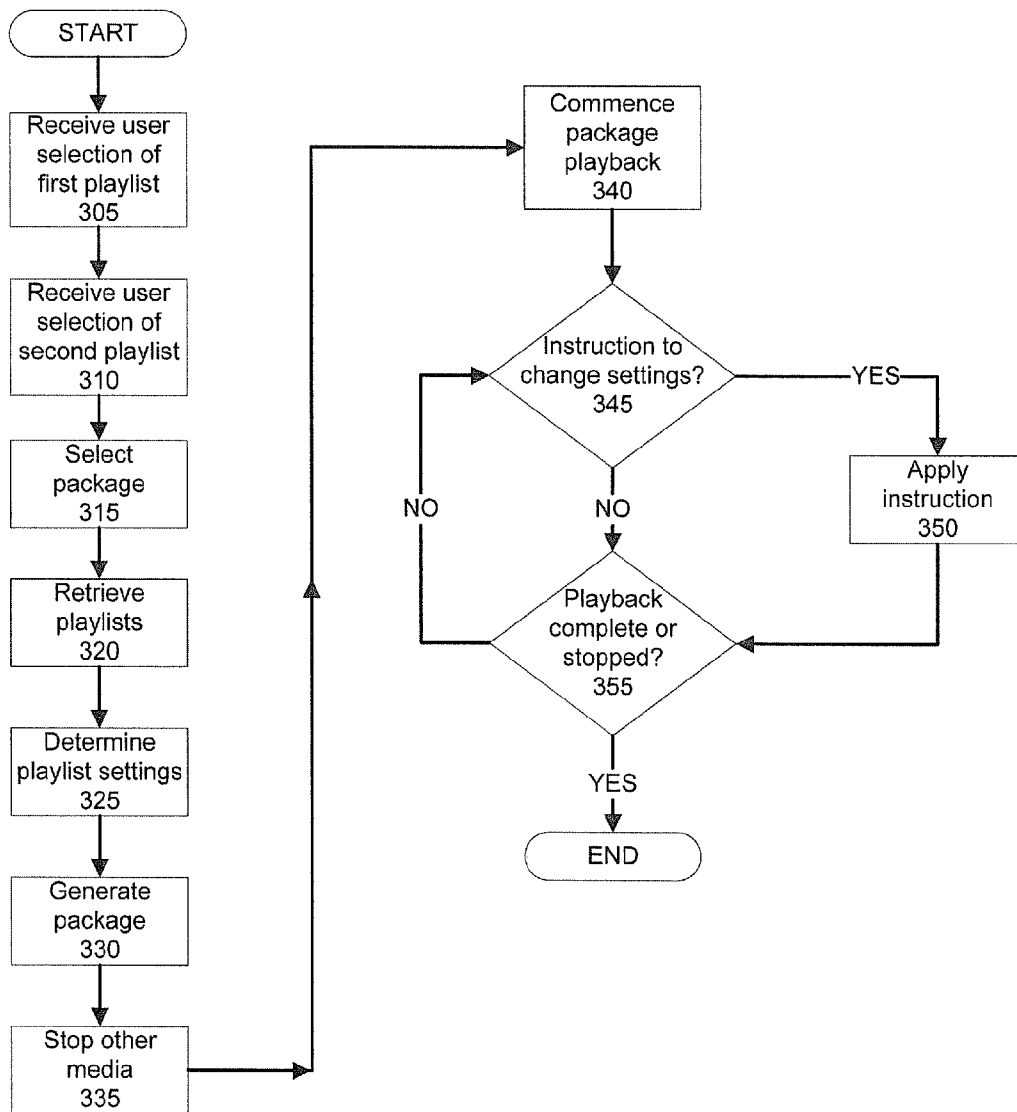 START
Receive user
selection of
first playlist
305
Receive user
selection of
second playlist
310
Select
package
315
Retrieve
playlists
320
Determine
playlist settings
325
Generate
package
330
Stop other
media
335
Commence
package
playback
340
Instruction to
change settings?
345
YES
Apply
instruction
350
NO
NO
Playback
complete or
stopped?
355
YES
END